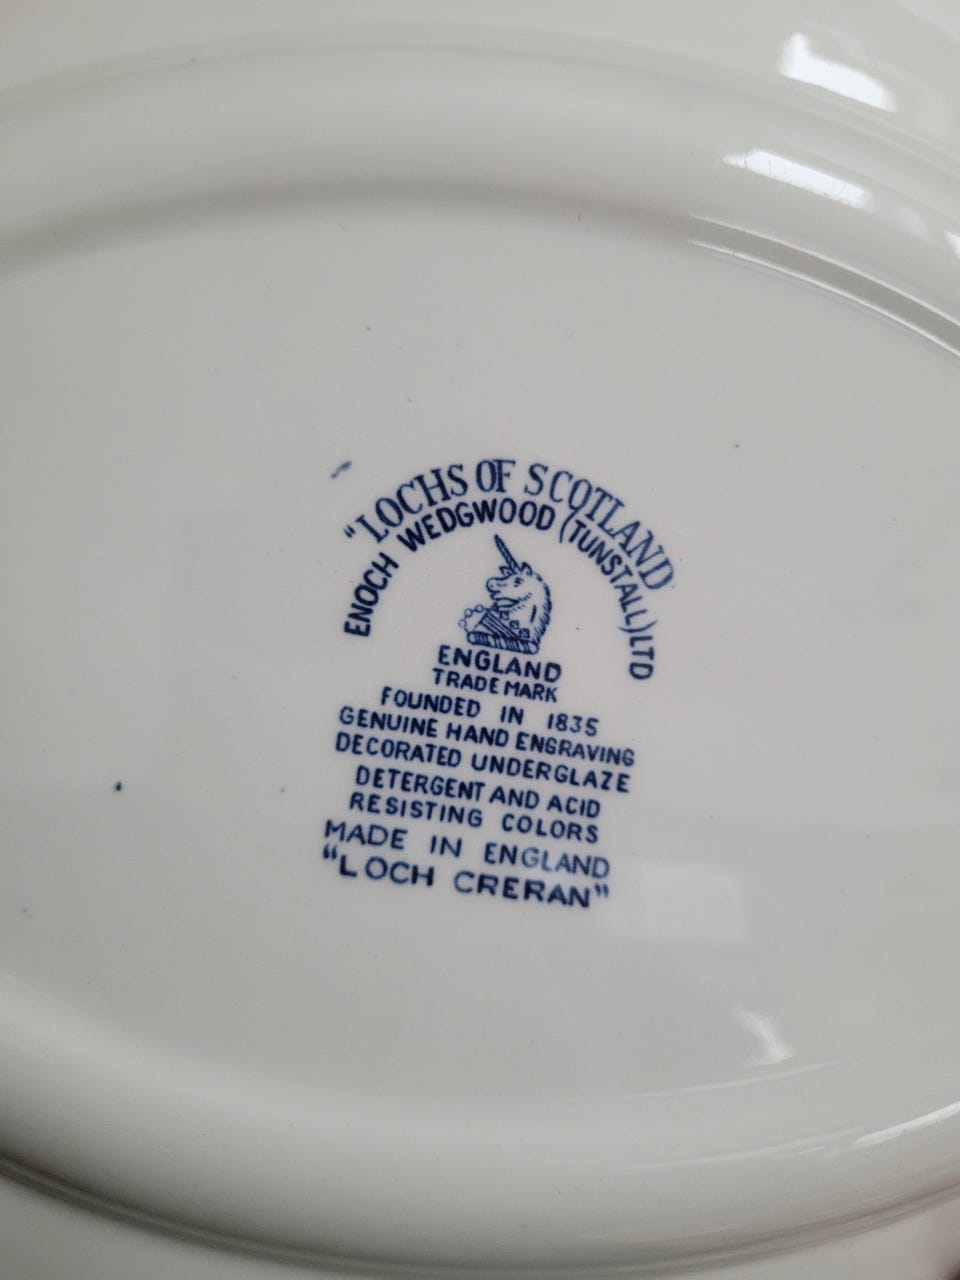 "LOCHS OF SCOTLAND
ENOCH WEDGWOOD (TUNSTALL) LTD
ENGLAND
TRADE MARK
FOUNDED IN 1835
GENUINE HAND ENGRAVING
DECORATED UNDERGLAZE
DETERGENT AND ACID
RESISTING COLORS
MADE IN ENGLAND
"LOCH CRERAN"